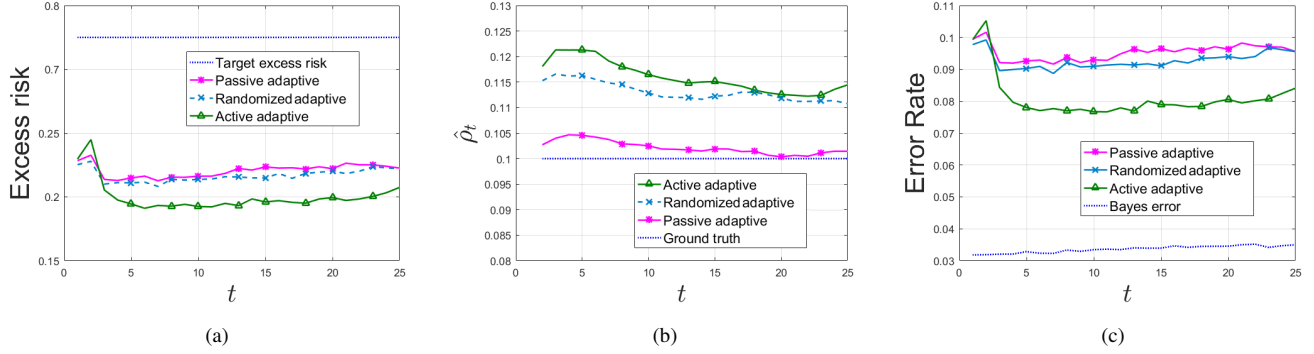 0.8
0.7
0.25
0.2
0.15
Excess risk
Target excess risk
Passive adaptive
Randomized adaptive
Active adaptive
0 5 10 15 20 25
t
(a)
0.13
0.125
0.12
0.115
0.11
0.105
0.1
0.095
0.09
0.085
0.08
ρ̂t
Active adaptive
Randomized adaptive
Passive adaptive
Ground truth
0 5 10 15 20 25
t
(b)
0.1
0.09
0.08
0.07
0.06
0.05
0.04
0.03
Error Rate
Passive adaptive
Randomized adaptive
Active adaptive
Bayes error
0 5 10 15 20 25
t
(c)